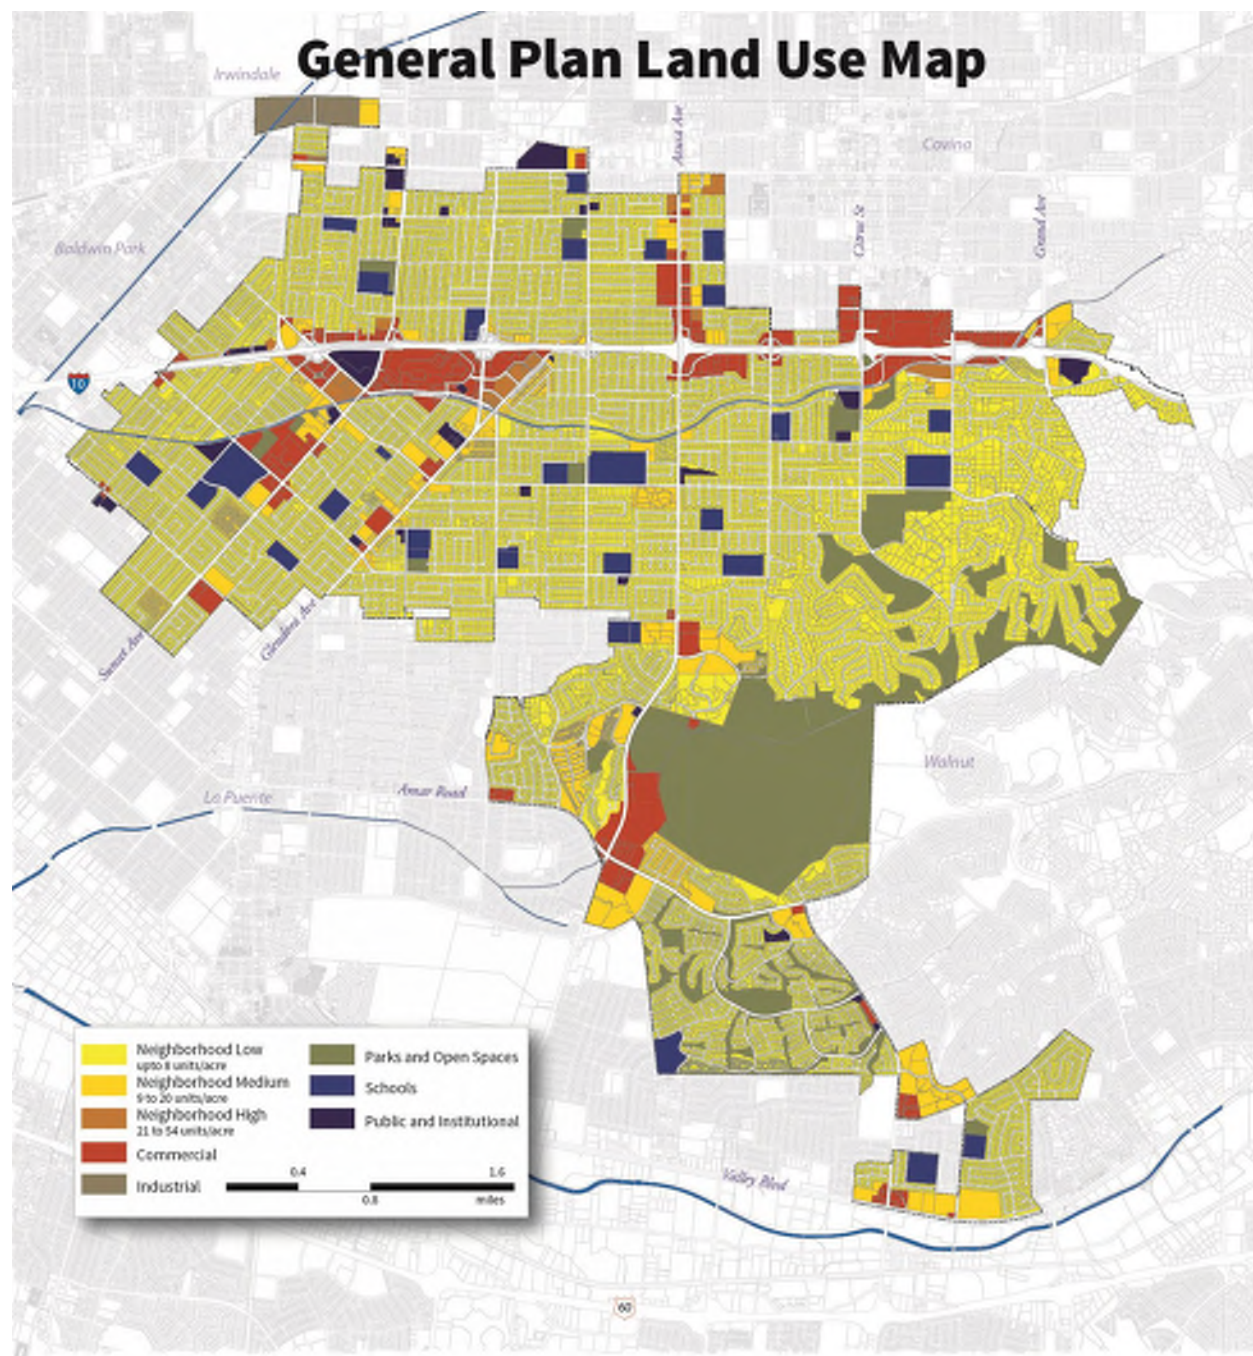 General Plan Land Use Map
Irwindale
Azusa Ave
Covina
Citrus St
Grand Ave
Baldwin Park
10
Sunset Ave
Glendora Ave
Walnut
La Puente
Amar Road
Neighborhood Low
upto 8 units/acre
Neighborhood Medium
9 to 20 units/acre
Neighborhood High
21 to 54 units/acre
Commercial
Industrial
Parks and Open Spaces
Schools
Public and Institutional
0.4
1.6
0.8
miles
Valley Blvd
60